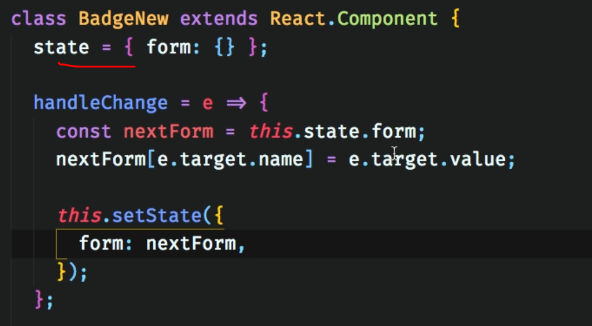 class BadgeNew extends React.Component {
state = { form: {} };
handleChange = e => {
const nextForm = this.state.form;
nextForm[e.target.name] = e.target.value;
this.setState({
form: nextForm,
});
};